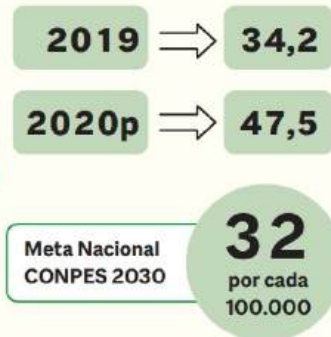 2019 34,2
2020p 47,5
Meta Nacional
CONPES 2030
32
por cada
100.000